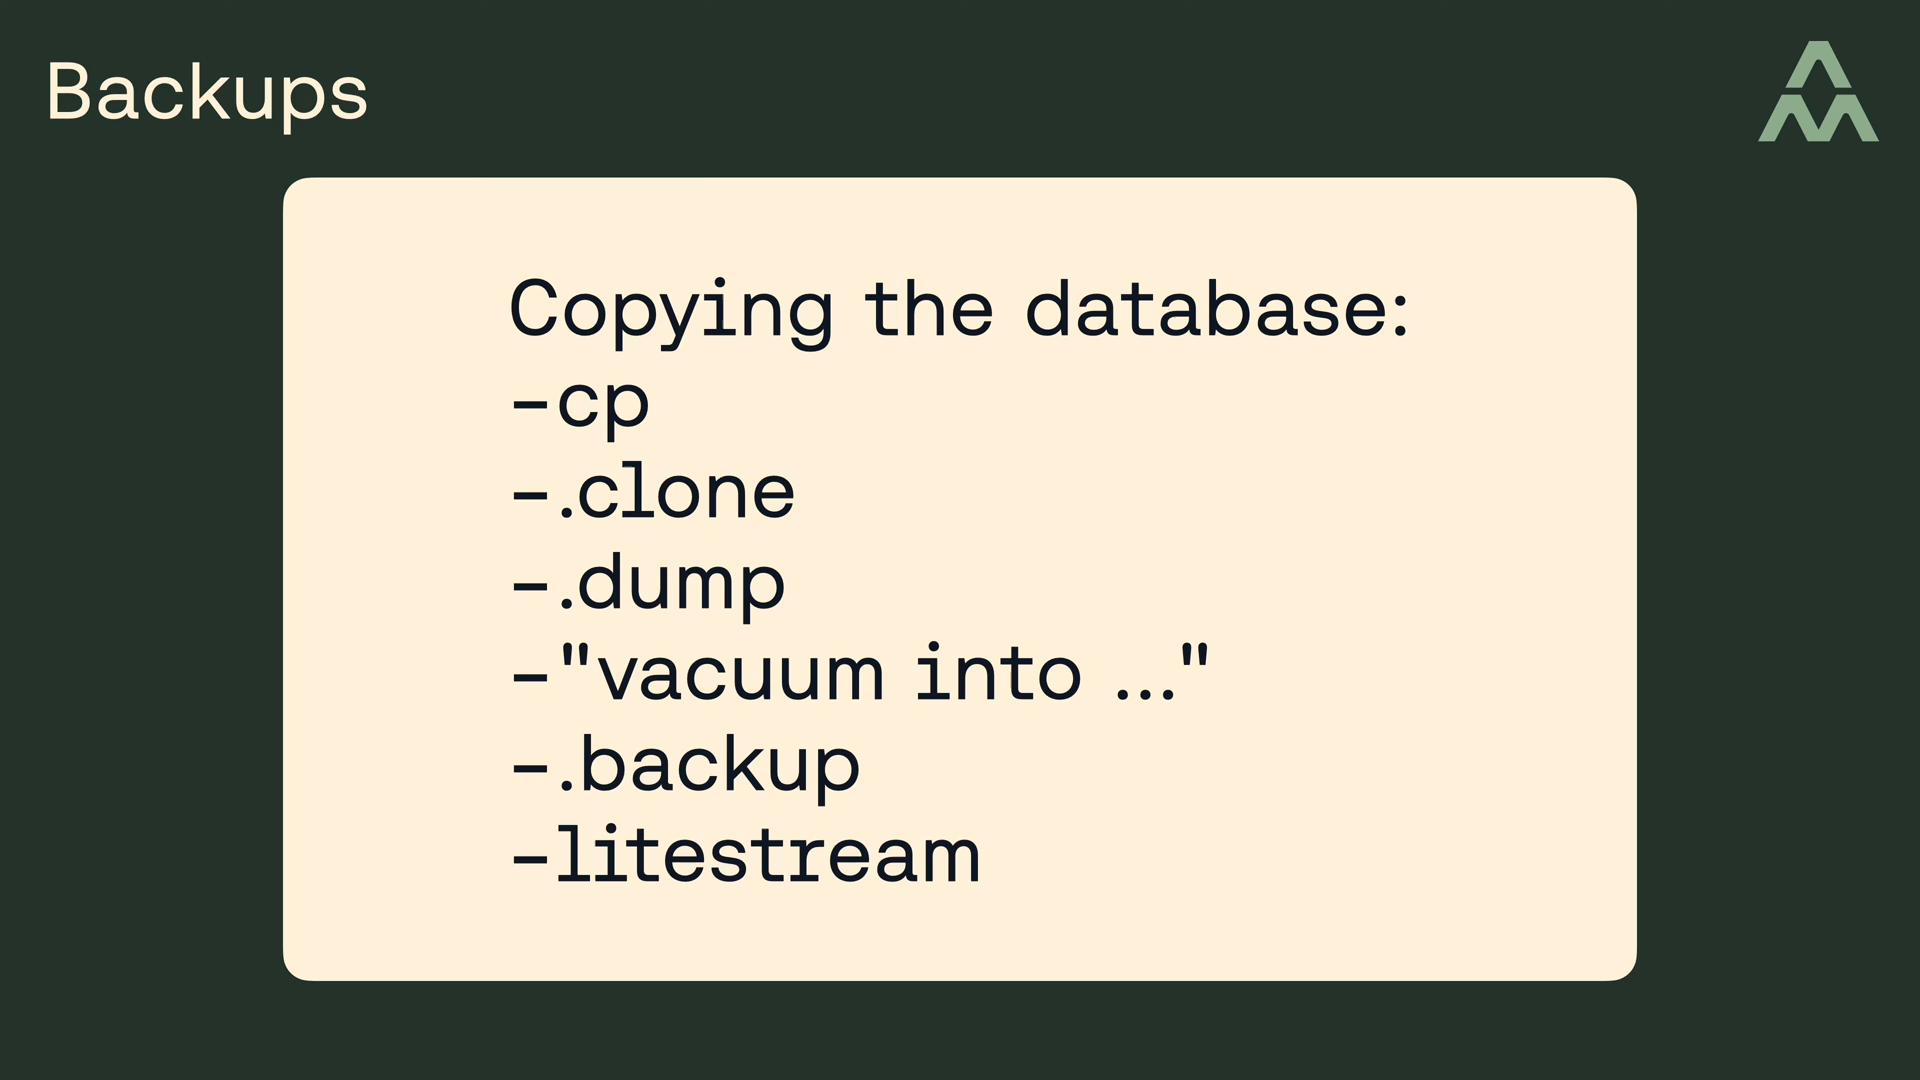 Backups
Copying the database:
-cp
-.clone
-.dump
-"vacuum into ..."
-.backup
-litestream